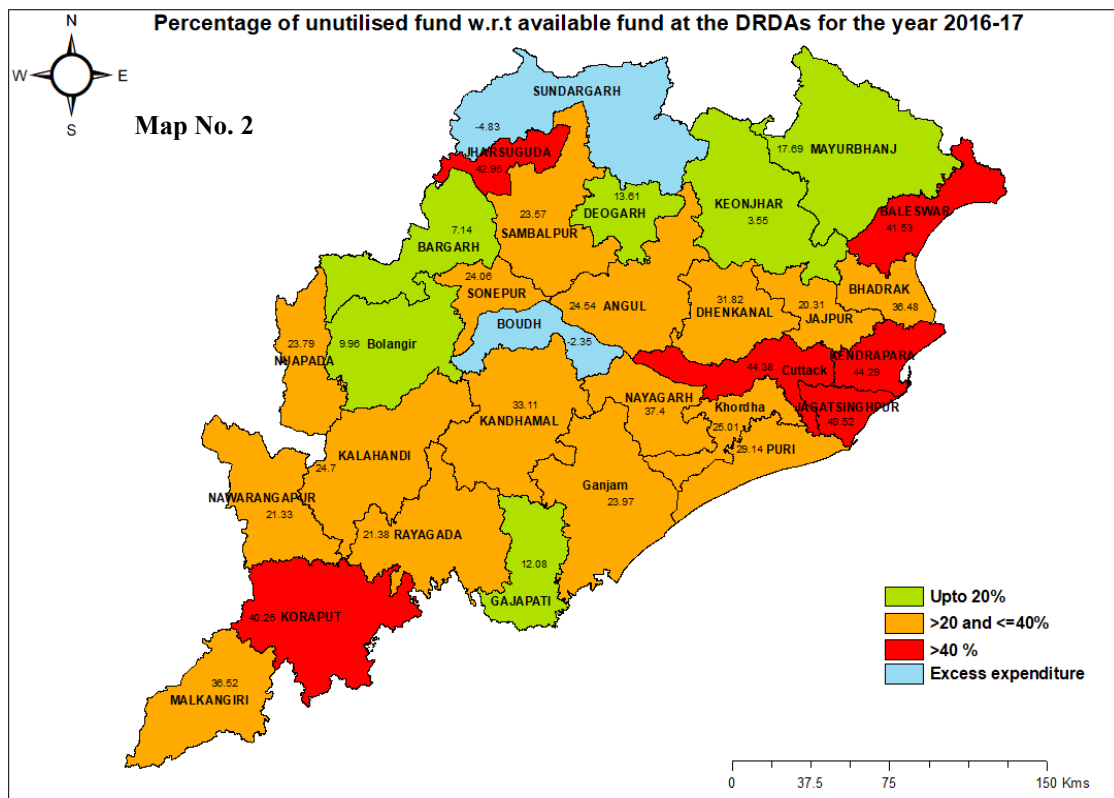 Percentage of unutilised fund w.r.t available fund at the DRDAs for the year 2016-17
N
W
E
S
Map No. 2
SUNDARGARH
-4.83
JHARSUGUDA
42.95
17.69
MAYURBHANJ
13.61
DEOGARH
KEONJHAR
3.55
BALESWAR
41.53
23.57
SAMBALPUR
7.14
BARGARH
24.06
SONEPUR
24.54
ANGUL
31.82
DHENKANAL
20.31
JAJPUR
BHADRAK
36.48
BOUDH
-2.35
9.96
Bolangir
23.79
NUAPADA
44.38
Cuttack
KENDRAPARA
44.29
JAGATSINGHPUR
NAYAGARH
37.4
Khordha
25.01
29.14
PURI
33.11
KANDHAMAL
KALAHANDI
24.7
Ganjam
23.97
NAWARANGAPUR
21.33
21.38
RAYAGADA
12.08
GAJAPATI
40.25
KORAPUT
36.52
MALKANGIRI
Upto 20%
>20 and <=40%
>40 %
Excess expenditure
0 37.5 75 150 Kms